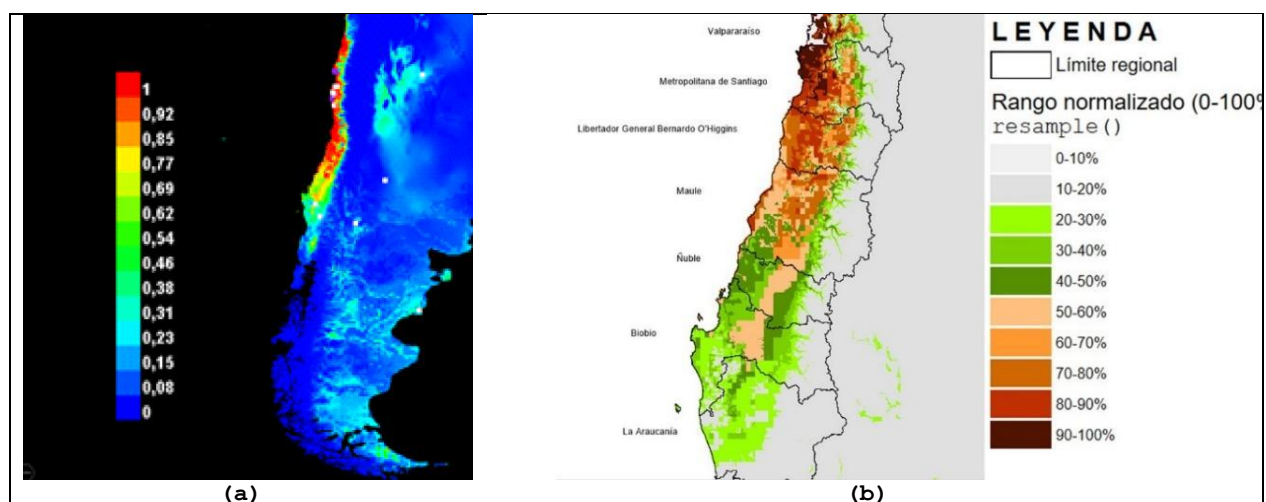 1
0,92
0,85
0,77
0,69
0,62
0,54
0,46
0,38
0,31
0,23
0,15
0,08
0
(a)
Valpararaíso
Metropolitana de Santiago
Libertador General Bernardo O'Higgins
Maule
Ñuble
Biobio
La Araucanía
(b)
LEYENDA
Límite regional
Rango normalizado (0-100%
resample()
0-10%
10-20%
20-30%
30-40%
40-50%
50-60%
60-70%
70-80%
80-90%
90-100%